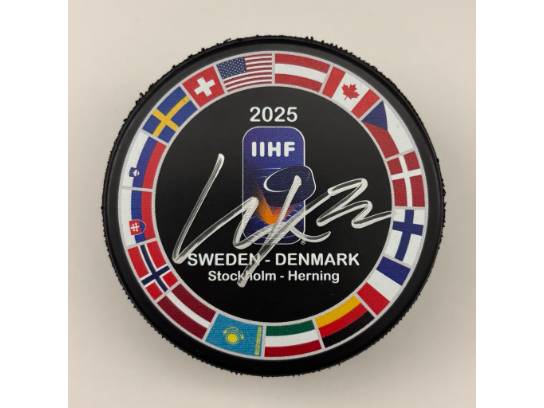 2025
IIHF
SWEDEN - DENMARK
Stockholm - Herning